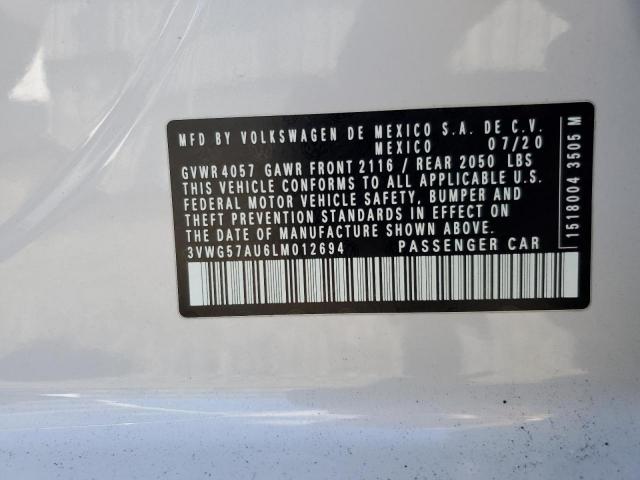 MFD BY VOLKSWAGEN DE MEXICO S.A. DE C.V.
MEXICO 07/20
GVWR 4057 GAWR FRONT 2116 / REAR 2050 LBS
THIS VEHICLE CONFORMS TO ALL APPLICABLE U.S.
FEDERAL MOTOR VEHICLE SAFETY, BUMPER AND
THEFT PREVENTION STANDARDS IN EFFECT ON
THE DATE OF MANUFACTURE SHOWN ABOVE.
3VWG57AU6LM012694 PASSENGER CAR
1518004 3505 M